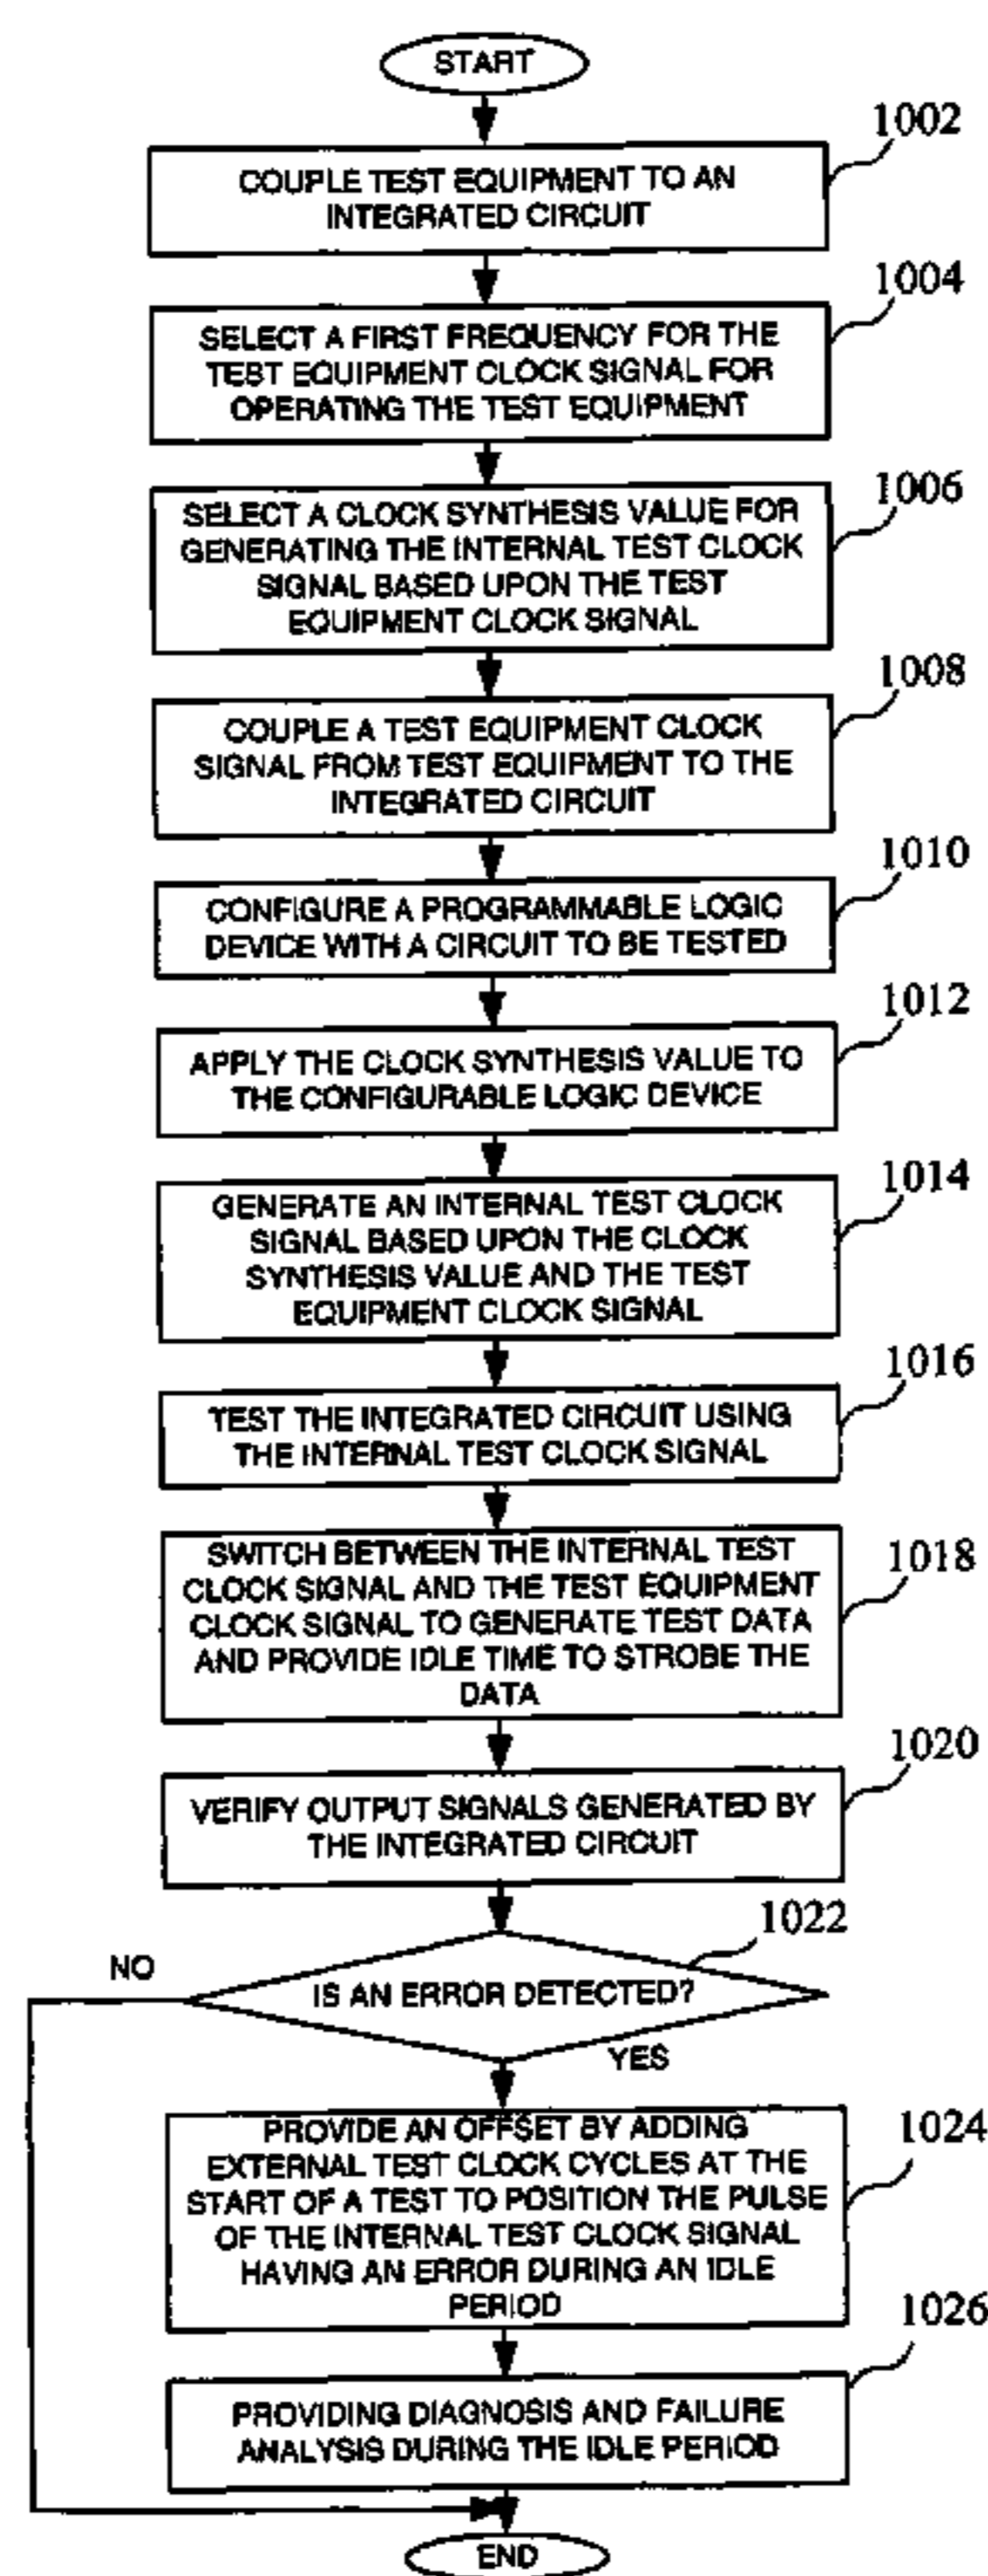 START
1002
COUPLE TEST EQUIPMENT TO AN
INTEGRATED CIRCUIT
1004
SELECT A FIRST FREQUENCY FOR THE
TEST EQUIPMENT CLOCK SIGNAL FOR
OPERATING THE TEST EQUIPMENT
1006
SELECT A CLOCK SYNTHESIS VALUE FOR
GENERATING THE INTERNAL TEST CLOCK
SIGNAL BASED UPON THE TEST
EQUIPMENT CLOCK SIGNAL
1008
COUPLE A TEST EQUIPMENT CLOCK
SIGNAL FROM TEST EQUIPMENT TO THE
INTEGRATED CIRCUIT
1010
CONFIGURE A PROGRAMMABLE LOGIC
DEVICE WITH A CIRCUIT TO BE TESTED
1012
APPLY THE CLOCK SYNTHESIS VALUE TO
THE CONFIGURABLE LOGIC DEVICE
1014
GENERATE AN INTERNAL TEST CLOCK
SIGNAL BASED UPON THE CLOCK
SYNTHESIS VALUE AND THE TEST
EQUIPMENT CLOCK SIGNAL
1016
TEST THE INTEGRATED CIRCUIT USING
THE INTERNAL TEST CLOCK SIGNAL
1018
SWITCH BETWEEN THE INTERNAL TEST
CLOCK SIGNAL AND THE TEST EQUIPMENT
CLOCK SIGNAL TO GENERATE TEST DATA
AND PROVIDE IDLE TIME TO STROBE THE
DATA
1020
VERIFY OUTPUT SIGNALS GENERATED BY
THE INTEGRATED CIRCUIT
1022
NO
IS AN ERROR DETECTED?
YES
1024
PROVIDE AN OFFSET BY ADDING
EXTERNAL TEST CLOCK CYCLES AT THE
START OF A TEST TO POSITION THE PULSE
OF THE INTERNAL TEST CLOCK SIGNAL
HAVING AN ERROR DURING AN IDLE
PERIOD
1026
PROVIDING DIAGNOSIS AND FAILURE
ANALYSIS DURING THE IDLE PERIOD
END